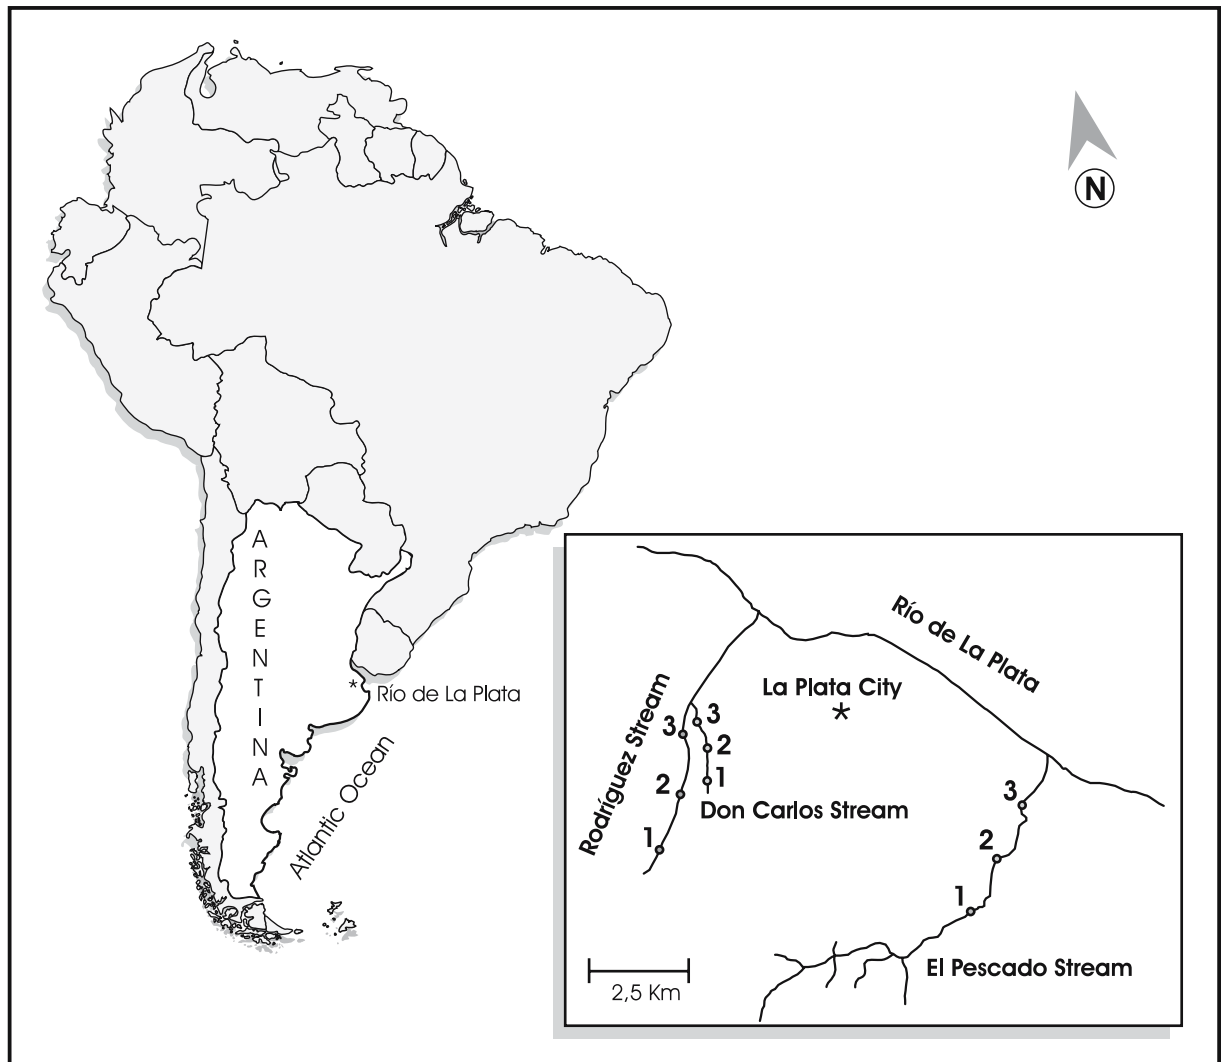 N
ARGENTINA
Río de La Plata
Atlantic Ocean
Río de La Plata
La Plata City
Rodríguez Stream
3
3
2
2
1
1
Don Carlos Stream
3
2
1
El Pescado Stream
2,5 Km